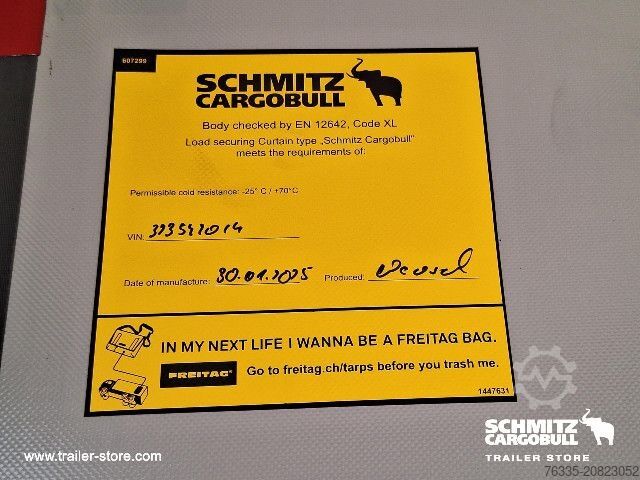 607299
SCHMITZ
CARGOBULL
Body checked by EN 12642, Code XL
Load securing Curtain type „Schmitz Cargobull"
meets the requirements of:
Permissible cold resistance: -25° C / +70°C
VIN:
Date of manufacture: 30.01.2025 Produced:
IN MY NEXT LIFE I WANNA BE A FREITAG BAG.
FREITAG Go to freitag.ch/tarps before you trash me.
1447631
www.trailer-store.com
SCHMITZ
CARGOBULL
TRAILER STORE
76335-20823052